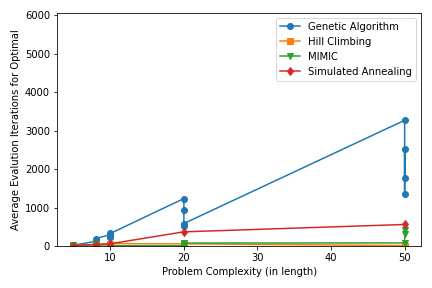 6000
5000
4000
3000
2000
1000
0
10
20
30
40
50
Average Evalution Iterations for Optimal
Problem Complexity (in length)
Genetic Algorithm
Hill Climbing
MIMIC
Simulated Annealing